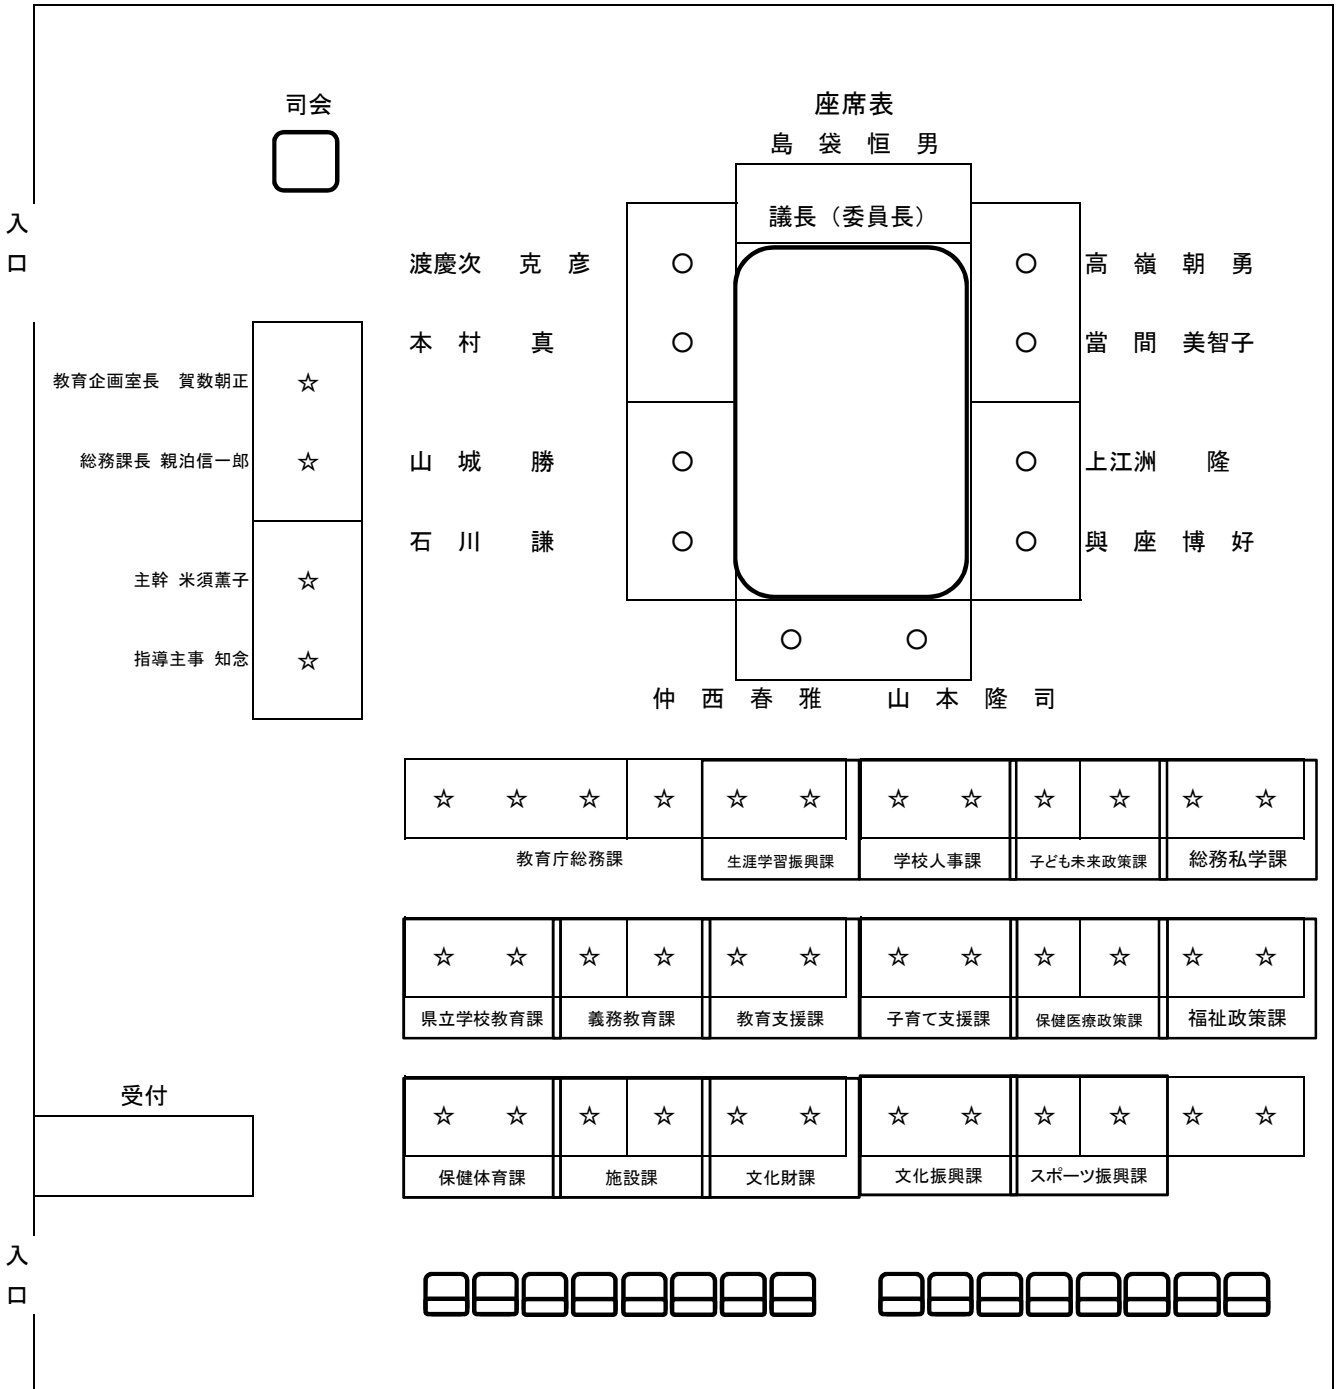 司会
座席表
島 袋 恒 男
議長（委員長）
入
口
渡慶次 克 彦 ○ ○ 高 嶺 朝 勇
本 村 真 ○ ○ 當 間 美智子
教育企画室長 賀数朝正 ☆
総務課長 親泊信一郎 ☆
山 城 勝 ○ ○ 上江洲 隆
石 川 謙 ○ ○ 與 座 博 好
主幹 米須薫子 ☆
指導主事 知念 ☆
○ ○
仲 西 春 雅 山 本 隆 司
☆ ☆ ☆ ☆ ☆ ☆ ☆ ☆ ☆ ☆ ☆ ☆
教育庁総務課 生涯学習振興課 学校人事課 子ども未来政策課 総務私学課
☆ ☆ ☆ ☆ ☆ ☆ ☆ ☆ ☆ ☆ ☆ ☆
県立学校教育課 義務教育課 教育支援課 子育て支援課 保健医療政策課 福祉政策課
受付
☆ ☆ ☆ ☆ ☆ ☆ ☆ ☆ ☆ ☆ ☆ ☆
保健体育課 施設課 文化財課 文化振興課 スポーツ振興課
入
口